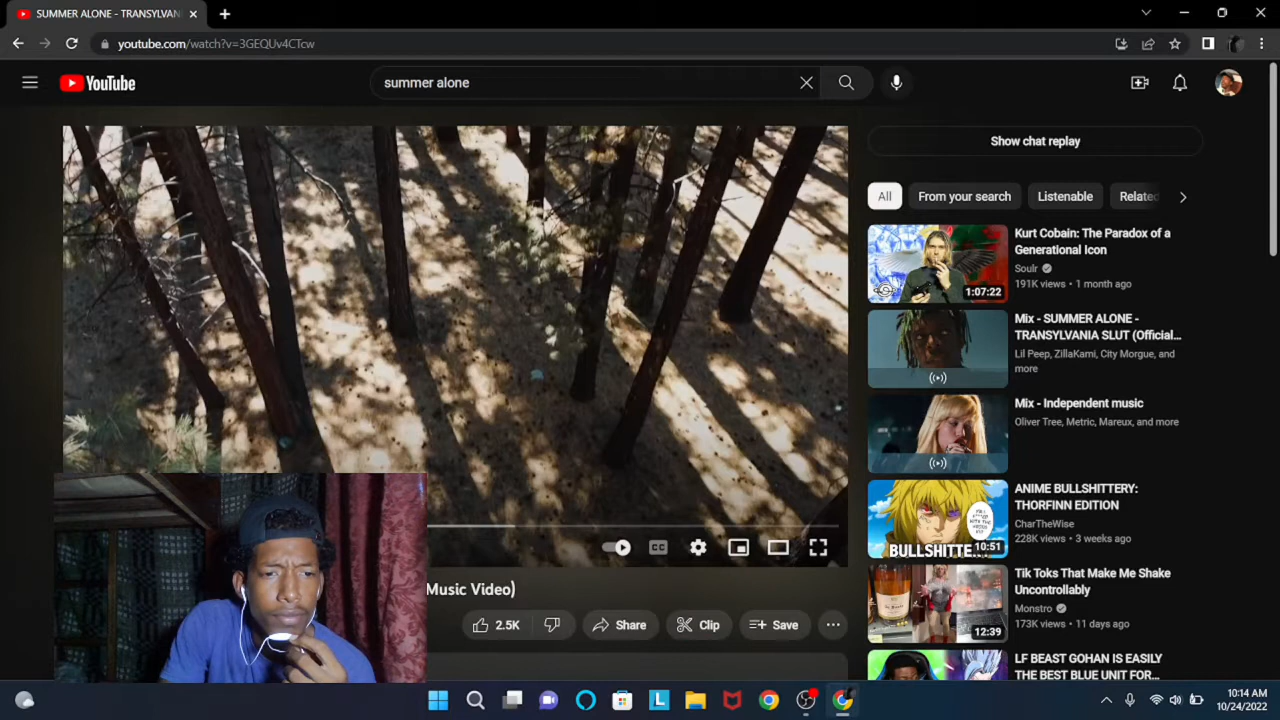 SUMMER ALONE - TRANSYLVAN
youtube.com/watch?v=3GEQUv4CTcw
YouTube
summer alone
Show chat replay
All
From your search
Listenable
Related
Kurt Cobain: The Paradox of a
Generational Icon
Soulr
191K views • 1 month ago
1:07:22
Mix - SUMMER ALONE -
TRANSYLVANIA SLUT (Official...
Lil Peep, ZillaKami, City Morgue, and
more
Mix - Independent music
Oliver Tree, Metric, Mareux, and more
ANIME BULLSHITTERY:
THORFINN EDITION
CharTheWise
228K views • 3 weeks ago
BULLSHITTE
10:51
Tik Toks That Make Me Shake
Uncontrollably
Monstro
173K views • 11 days ago
12:39
LF BEAST GOHAN IS EASILY
THE BEST BLUE UNIT FOR...
CC
Music Video)
2.5K
Share
Clip
Save
10:14 AM
10/24/2022